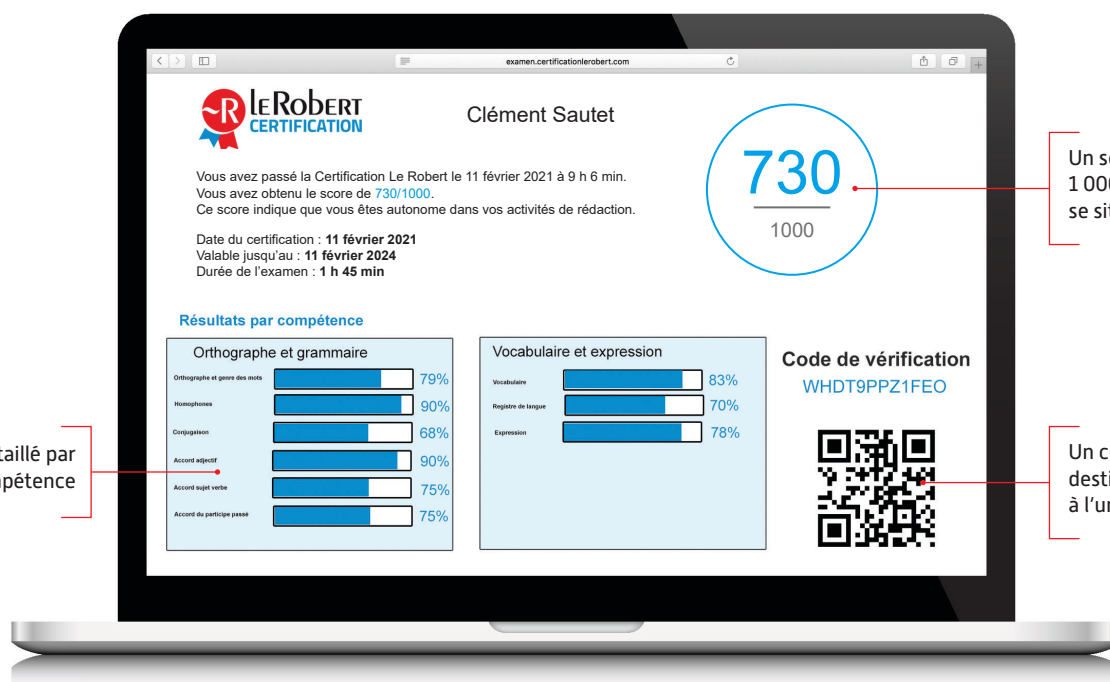 examen.certificationlerobert.com
~R
le Robert
CERTIFICATION
Clément Sautet
730
1000
Vous avez passé la Certification Le Robert le 11 février 2021 à 9 h 6 min.
Vous avez obtenu le score de 730/1000.
Ce score indique que vous êtes autonome dans vos activités de rédaction.
Date du certification : 11 février 2021
Valable jusqu'au : 11 février 2024
Durée de l'examen : 1 h 45 min
Résultats par compétence
Orthographe et grammaire
Orthographe et genre des mots 79%
Homophones 90%
Conjugaison 68%
Accord adjectif 90%
Accord sujet verbe 75%
Accord du participe passé 75%
Vocabulaire et expression
Vocabulaire 83%
Registre de langue 70%
Expression 78%
Code de vérification
WHDT9PPZ1FEO
Un
1 000
se
par
Un
à